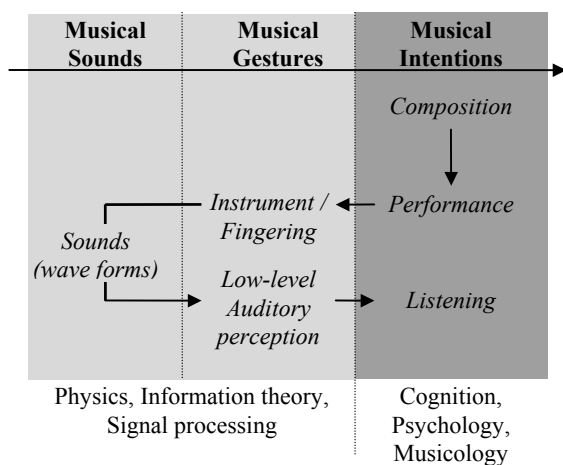 Musical
Sounds
Musical
Gestures
Musical
Intentions
Composition
Instrument /
Fingering
Performance
Sounds
(wave forms)
Low-level
Auditory
perception
Listening
Physics, Information theory,
Signal processing
Cognition,
Psychology,
Musicology